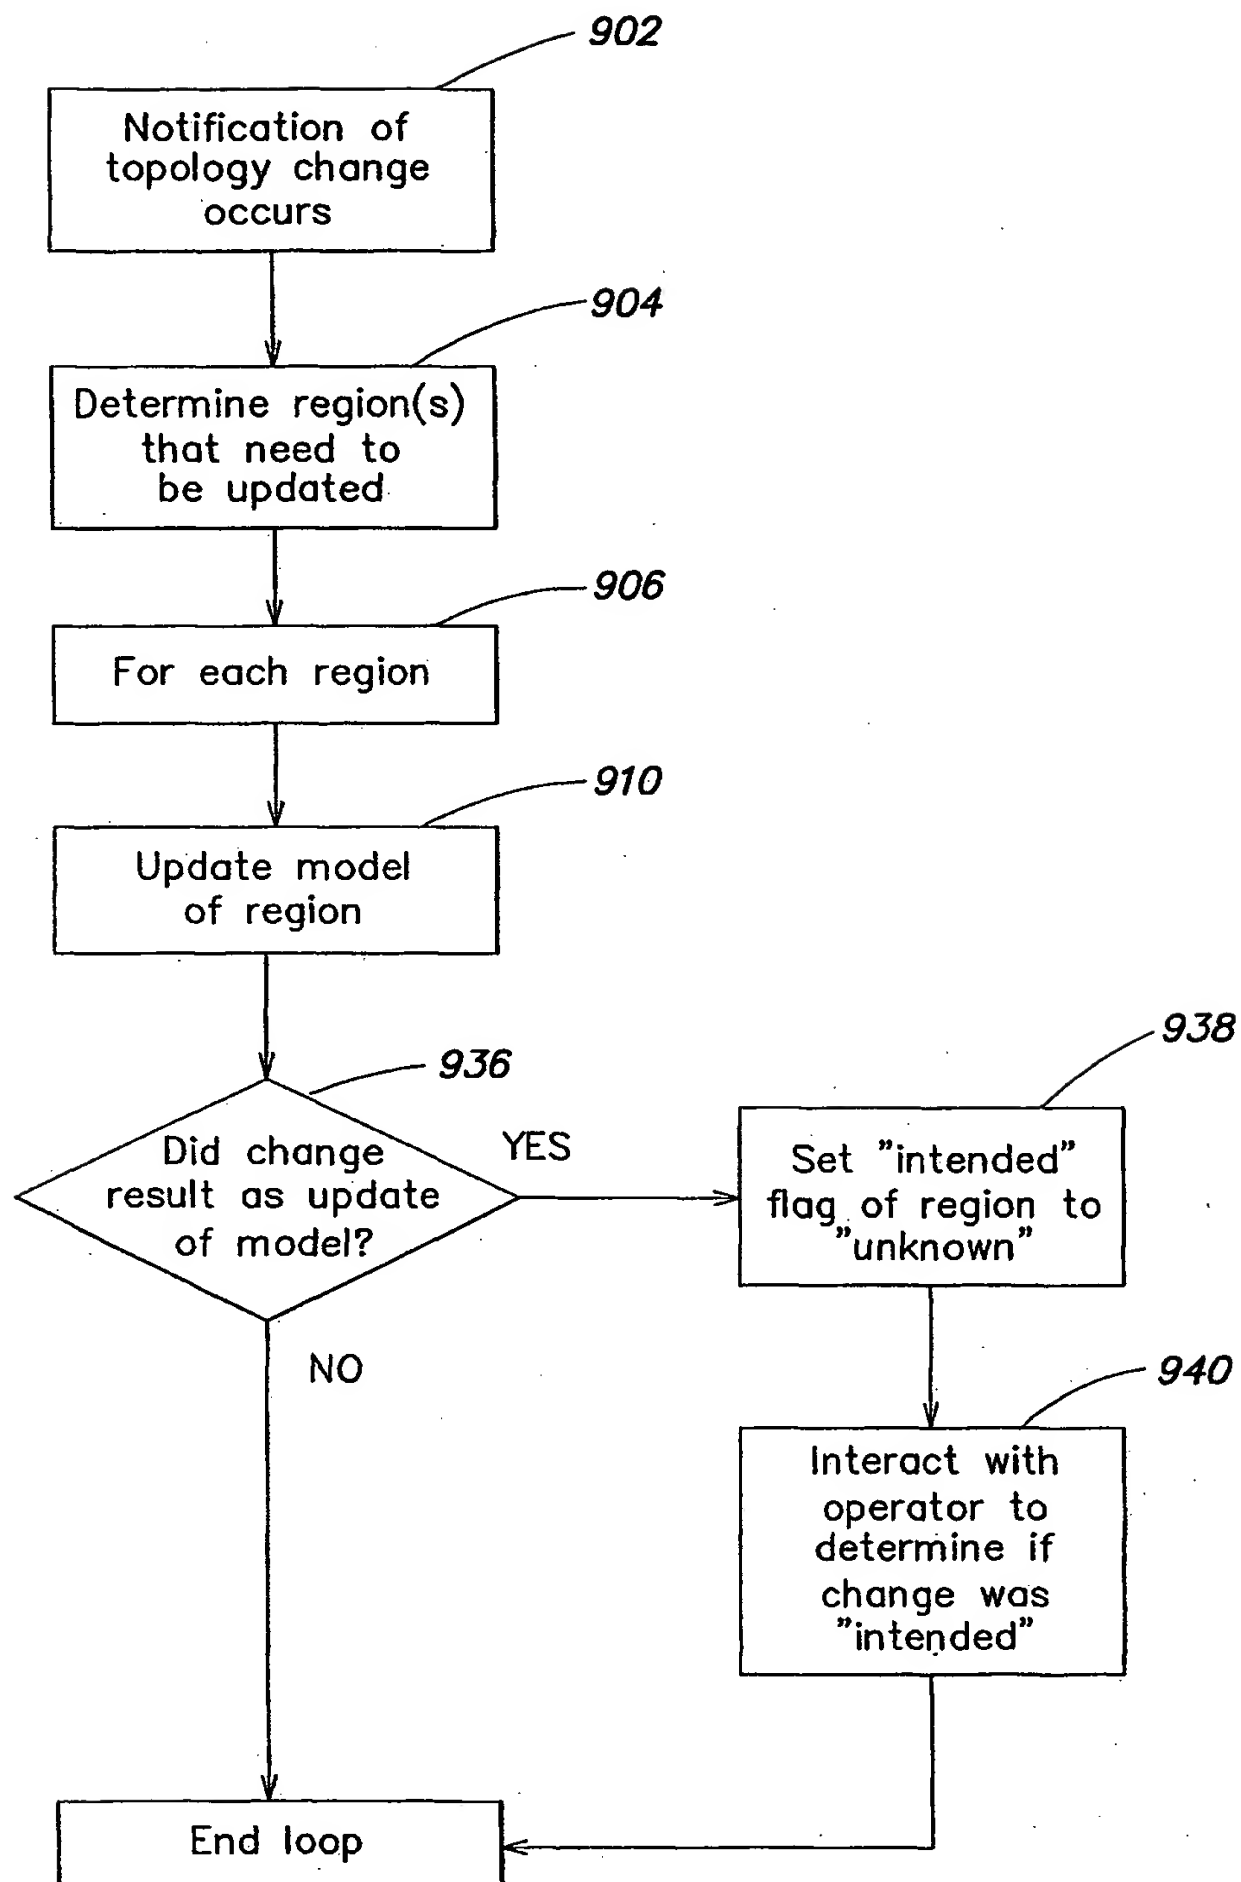 902
Notification of
topology change
occurs
904
Determine region(s)
that need to
be updated
906
For each region
910
Update model
of region
936
Did change
result as update
of model?
YES
NO
938
Set "intended"
flag of region to
"unknown"
940
Interact with
operator to
determine if
change was
"intended"
End loop